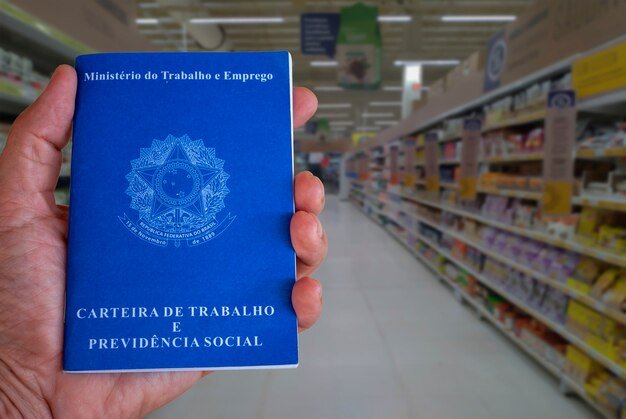 Ministério do Trabalho e Emprego
REPÚBLICA FEDERATIVA DO BRASIL
15 de Novembro de 1889
CARTEIRA DE TRABALHO
E
PREVIDÊNCIA SOCIAL